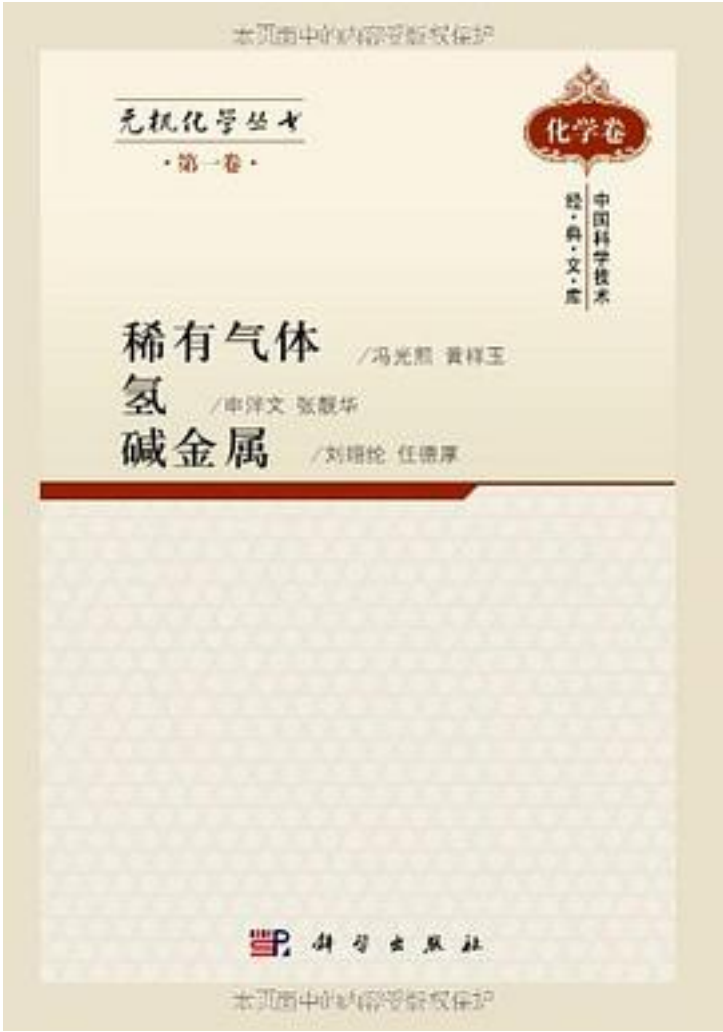 本页面中的内容受版权保护
无机化学丛书
·第一卷·
化学卷
中国科学技术
经·典·文·库
稀有气体 /冯光熙 黄祥玉
氢 /申泮文 张靓华
碱金属 /刘翊纶 任德厚
科学出版社
本页面中的内容受版权保护